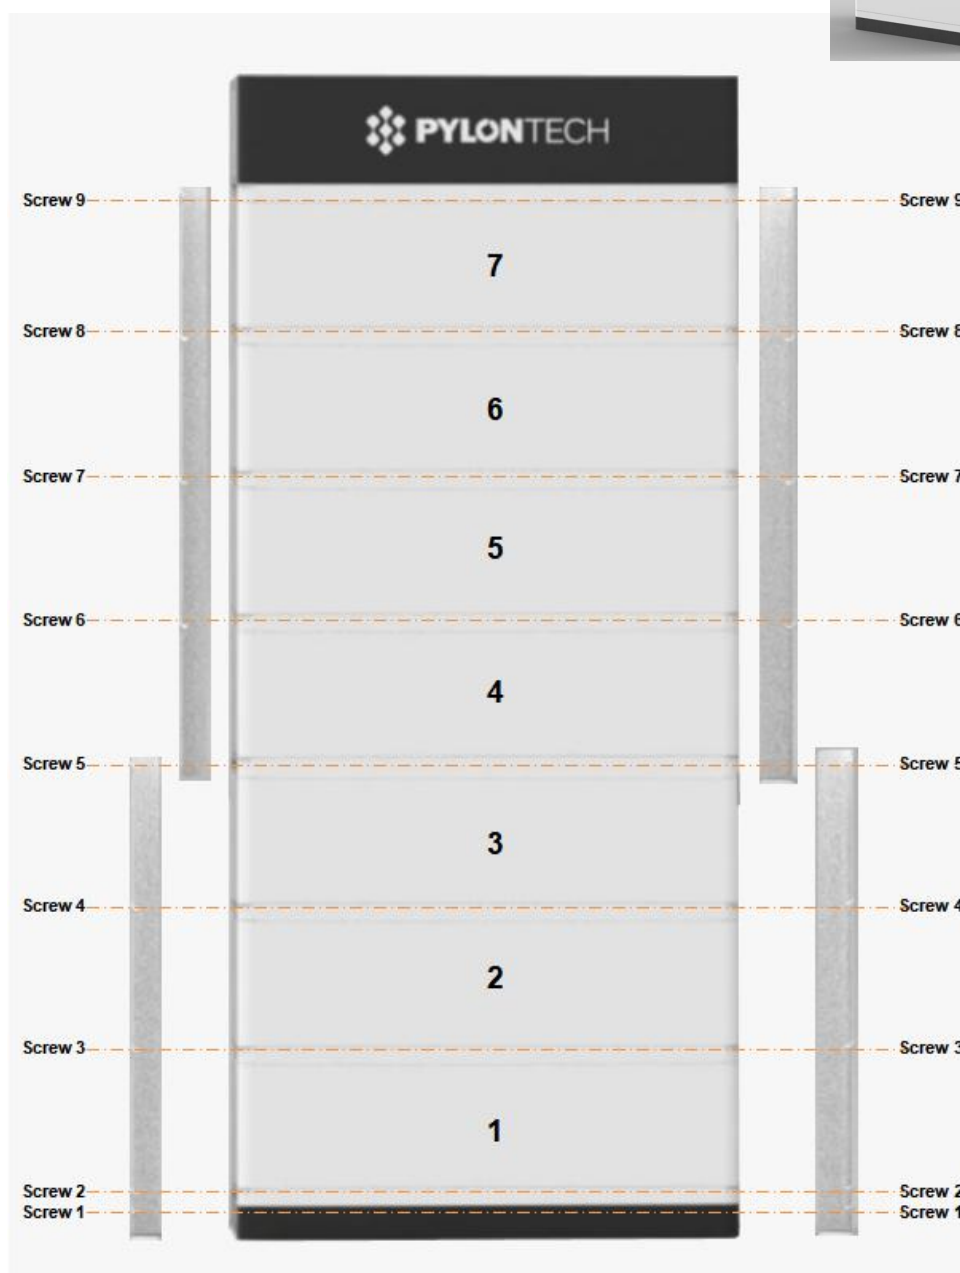 PYLONTECH
Screw 9 Screw 9
7
Screw 8 Screw 8
6
Screw 7 Screw 7
5
Screw 6 Screw 6
4
Screw 5 Screw 5
3
Screw 4 Screw 4
2
Screw 3 Screw 3
1
Screw 2 Screw 2
Screw 1 Screw 1